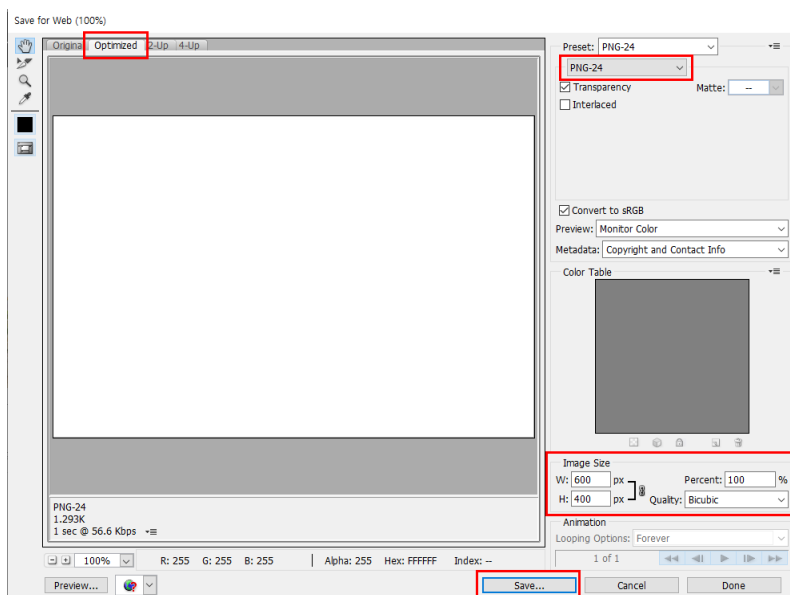 Save for Web (100%)
Original Optimized 2-Up 4-Up
Preset: PNG-24
PNG-24
Transparency Matte: --
Interlaced
Convert to sRGB
Preview: Monitor Color
Metadata: Copyright and Contact Info
Color Table
Image Size
W: 600 px Percent: 100 %
H: 400 px Quality: Bicubic
PNG-24
1.293K
1 sec @ 56.6 Kbps
Animation
Looping Options: Forever
1 of 1
100% R: 255 G: 255 B: 255 Alpha: 255 Hex: FFFFFF Index: --
Preview... Save... Cancel Done